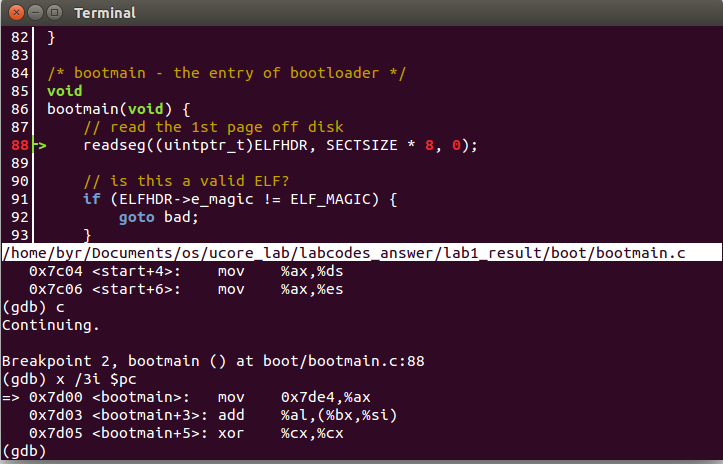 Terminal
82 }
83
84 /* bootmain - the entry of bootloader */
85 void
86 bootmain(void) {
87     // read the 1st page off disk
88 > readseg((uintptr_t)ELFHDR, SECTSIZE * 8, 0);
89
90     // is this a valid ELF?
91     if (ELFHDR->e_magic != ELF_MAGIC) {
92         goto bad;
93     }
/home/byr/Documents/os/ucore_lab/labcodes_answer/lab1_result/boot/bootmain.c
   0x7c04 <start+4>:    mov    %ax,%ds
   0x7c06 <start+6>:    mov    %ax,%es
(gdb) c
Continuing.

Breakpoint 2, bootmain () at boot/bootmain.c:88
(gdb) x /3i $pc
=> 0x7d00 <bootmain>:   mov    0x7de4,%ax
   0x7d03 <bootmain+3>: add    %al,(%bx,%si)
   0x7d05 <bootmain+5>: xor    %cx,%cx
(gdb)